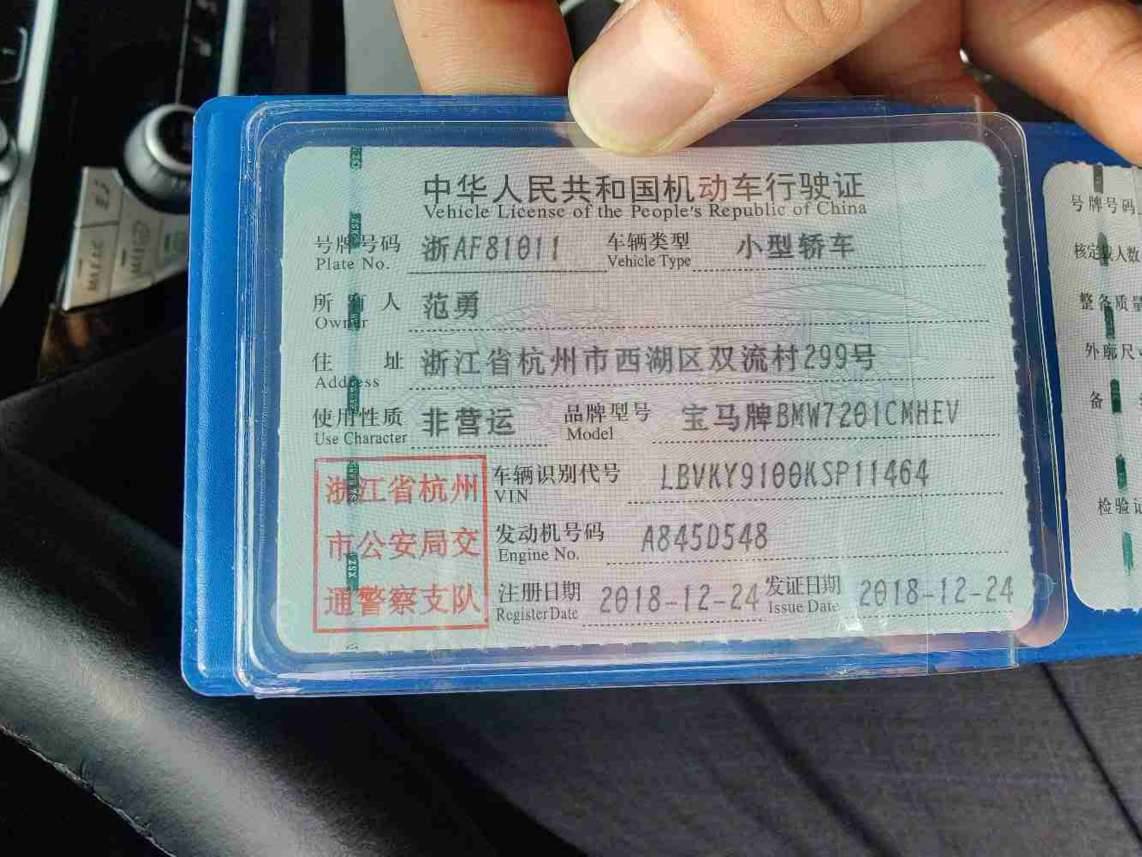 中华人民共和国机动车行驶证
Vehicle License of the People's Republic of China
号牌号码 浙AF81011 车辆类型 小型轿车
Plate No. Vehicle Type
所有人 范勇
Owner
住址 浙江省杭州市西湖区双流村299号
Address
使用性质 非营运 品牌型号 宝马牌BMW7201CMHEV
Use Character Model
浙江省杭州
市公安局交
通警察支队
车辆识别代号 LBVKY9100KSP11464
VIN
发动机号码 A845D548
Engine No.
注册日期 2018-12-24 发证日期 2018-12-24
Register Date Issue Date
号牌号码
核定载人数
整备质量
外廓尺
备
检验